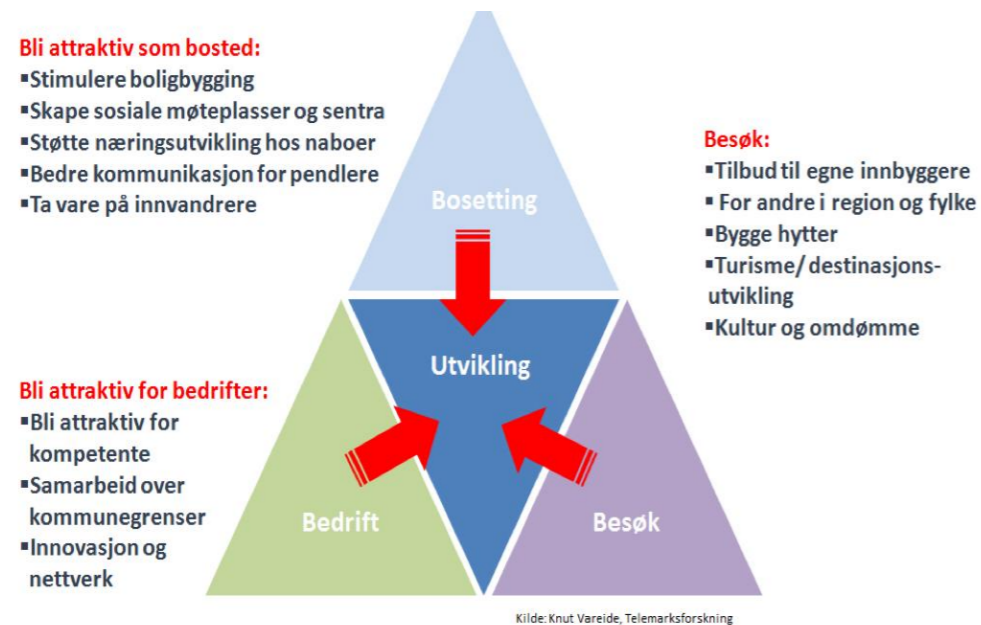 Bli attraktiv som bosted:
▪Stimulere boligbygging
▪Skape sosiale møteplasser og sentra
▪Støtte næringsutvikling hos naboer
▪Bedre kommunikasjon for pendlere
▪Ta vare på innvandrere
Bosetting
Besøk:
▪Tilbud til egne innbyggere
▪ For andre i region og fylke
▪Bygge hytter
▪Turisme/ destinasjons-
utvikling
▪Kultur og omdømme
Utvikling
Bli attraktiv for bedrifter:
▪Bli attraktiv for
kompetente
▪Samarbeid over
kommunegrenser
▪Innovasjon og
nettverk
Bedrift
Besøk
Kilde: Knut Vareide, Telemarksforskning